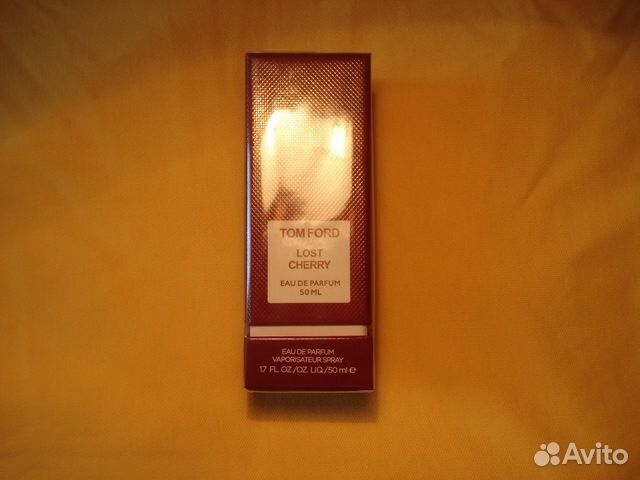 TOM FORD
LOST
CHERRY
EAU DE PARFUM
50 ML
EAU DE PARFUM
VAPORISATEUR SPRAY
1.7 FL. OZ./OZ. LIQ./50 ml e
Avito